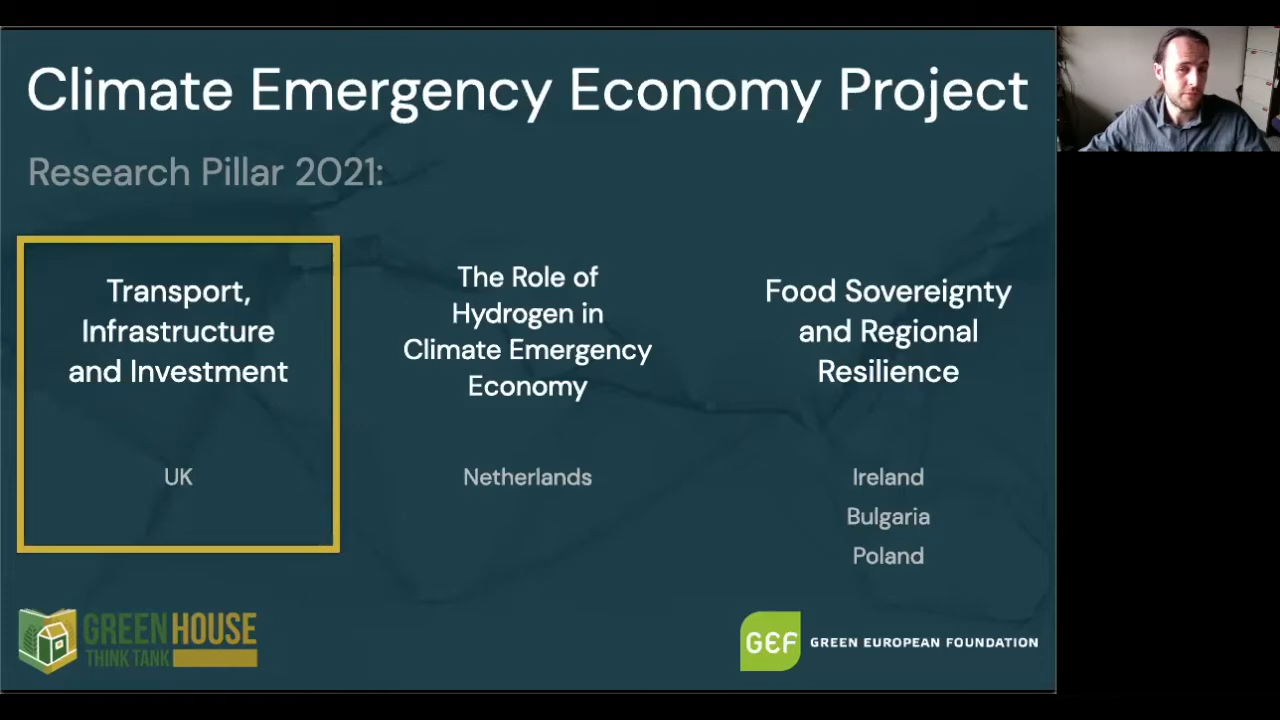 Climate Emergency Economy Project
Research Pillar 2021:
Transport,
Infrastructure
and Investment
UK
The Role of
Hydrogen in
Climate Emergency
Economy
Netherlands
Food Sovereignty
and Regional
Resilience
Ireland
Bulgaria
Poland
GREEN HOUSE
THINK TANK
GEF GREEN EUROPEAN FOUNDATION